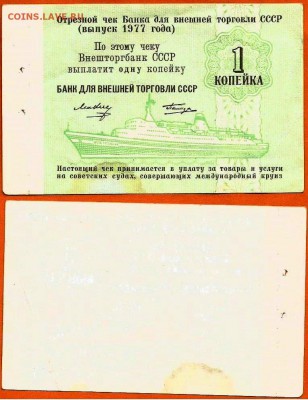 COINS.LAVE.RU
Отрезной чек Банка для внешней торговли СССР
(выпуск 1977 года)
По этому чеку
Внешторгбанк СССР
выплатит одну копейку
1
КОПЕЙКА
БАНК ДЛЯ ВНЕШНЕЙ ТОРГОВЛИ СССР
Настоящий чек принимается в уплату за товары и услуги
на советских судах, совершающих международный круиз